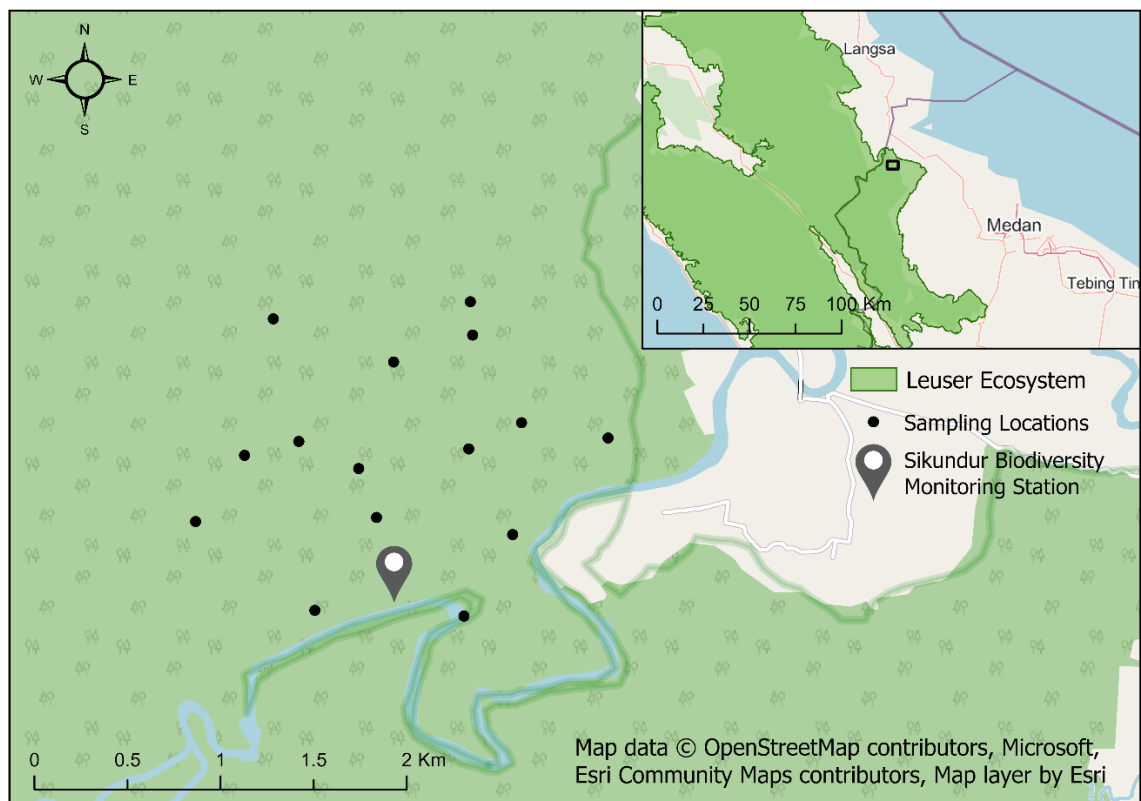 N
W E
S
Langsa
Medan
Tebing Tin
0 25 50 75 100 Km
Leuser Ecosystem
Sampling Locations
Sikundur Biodiversity
Monitoring Station
0 0.5 1 1.5 2 Km
Map data © OpenStreetMap contributors, Microsoft,
Esri Community Maps contributors, Map layer by Esri